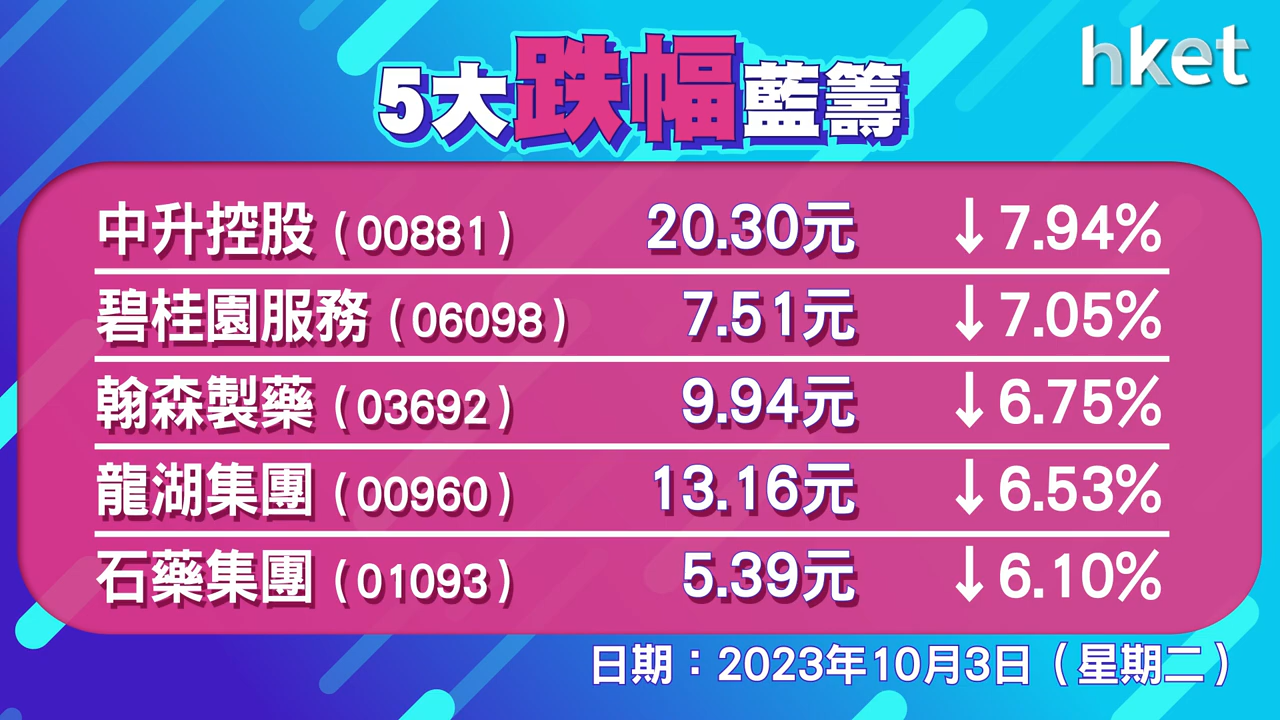 hket
5大跌幅藍籌
中升控股（00881） 20.30元 ↓7.94%
碧桂園服務（06098） 7.51元 ↓7.05%
翰森製藥（03692） 9.94元 ↓6.75%
龍湖集團（00960） 13.16元 ↓6.53%
石藥集團（01093） 5.39元 ↓6.10%
日期：2023年10月3日（星期二）